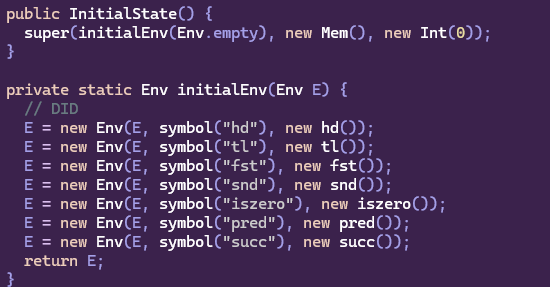 public InitialState() {
  super(initialEnv(Env.empty), new Mem(), new Int(0));
}

private static Env initialEnv(Env E) {
  // DID
  E = new Env(E, symbol("hd"), new hd());
  E = new Env(E, symbol("tl"), new tl());
  E = new Env(E, symbol("fst"), new fst());
  E = new Env(E, symbol("snd"), new snd());
  E = new Env(E, symbol("iszero"), new iszero());
  E = new Env(E, symbol("pred"), new pred());
  E = new Env(E, symbol("succ"), new succ());
  return E;
}